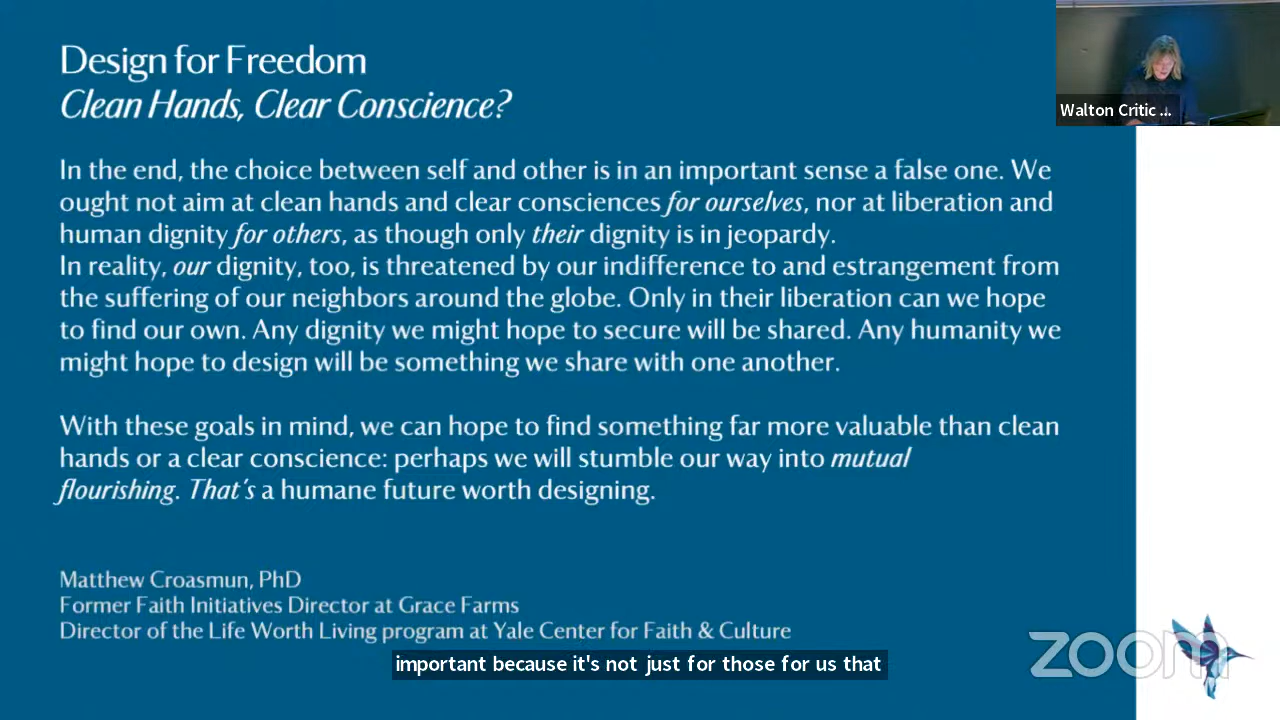 Design for Freedom
Clean Hands, Clear Conscience?
In the end, the choice between self and other is in an important sense a false one. We
ought not aim at clean hands and clear consciences for ourselves, nor at liberation and
human dignity for others, as though only their dignity is in jeopardy.
In reality, our dignity, too, is threatened by our indifference to and estrangement from
the suffering of our neighbors around the globe. Only in their liberation can we hope
to find our own. Any dignity we might hope to secure will be shared. Any humanity we
might hope to design will be something we share with one another.
With these goals in mind, we can hope to find something far more valuable than clean
hands or a clear conscience: perhaps we will stumble our way into mutual
flourishing. That's a humane future worth designing.
Matthew Croasmun, PhD
Former Faith Initiatives Director at Grace Farms
Director of the Life Worth Living program at Yale Center for Faith & Culture
important because it's not just for those for us that
Walton Critic ...
zoom